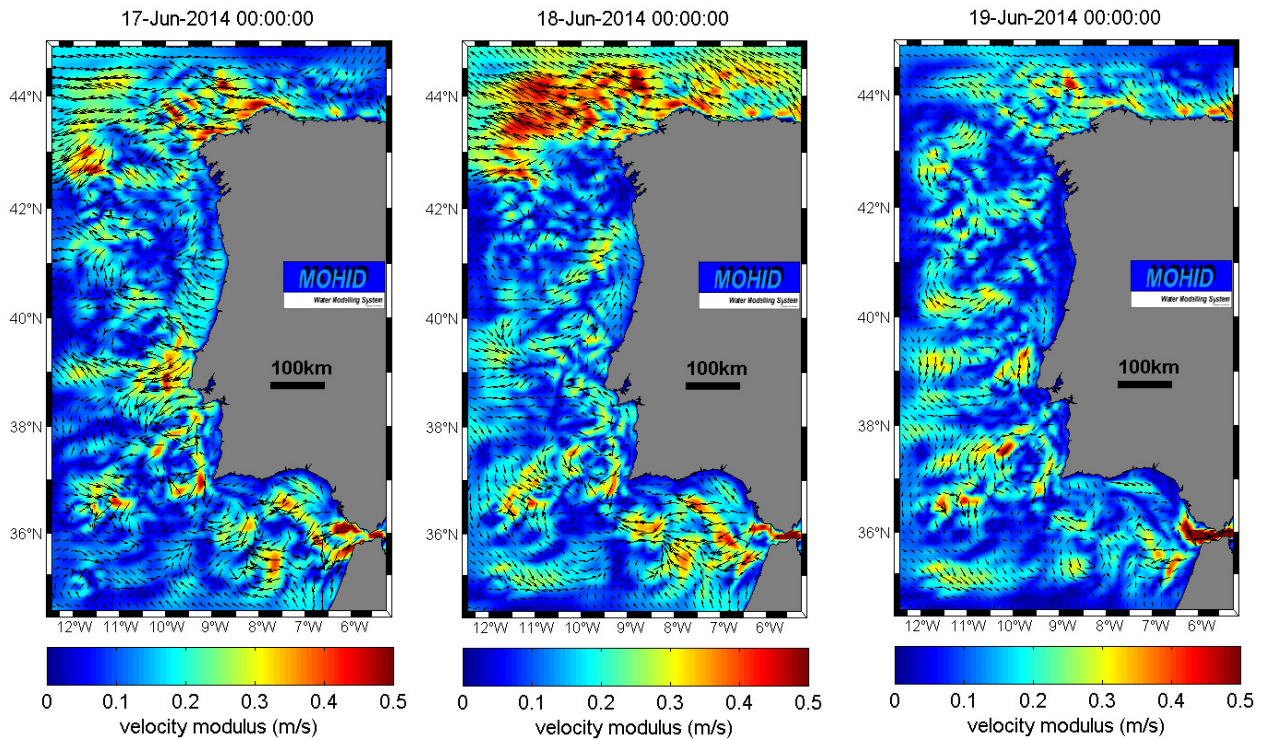 17-Jun-2014 00:00:00
44°N
42°N
40°N
38°N
36°N
12°W 11°W 10°W 9°W 8°W 7°W 6°W
MOHID
Water Modelling System
100km
0 0.1 0.2 0.3 0.4 0.5
velocity modulus (m/s)
18-Jun-2014 00:00:00
44°N
42°N
40°N
38°N
36°N
12°W 11°W 10°W 9°W 8°W 7°W 6°W
MOHID
Water Modelling System
100km
0 0.1 0.2 0.3 0.4 0.5
velocity modulus (m/s)
19-Jun-2014 00:00:00
44°N
42°N
40°N
38°N
36°N
12°W 11°W 10°W 9°W 8°W 7°W 6°W
MOHID
Water Modelling System
100km
0 0.1 0.2 0.3 0.4 0.5
velocity modulus (m/s)